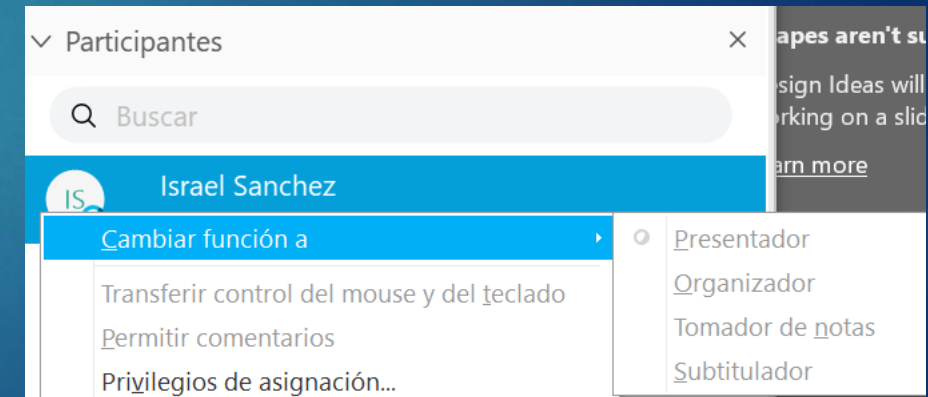 Participantes
Buscar
IS
Israel Sanchez
Cambiar función a
Transferir control del mouse y del teclado
Permitir comentarios
Privilegios de asignación...
Presentador
Organizador
Tomador de notas
Subtitulador
apes aren't su
sign Ideas will
rking on a slid
arn more